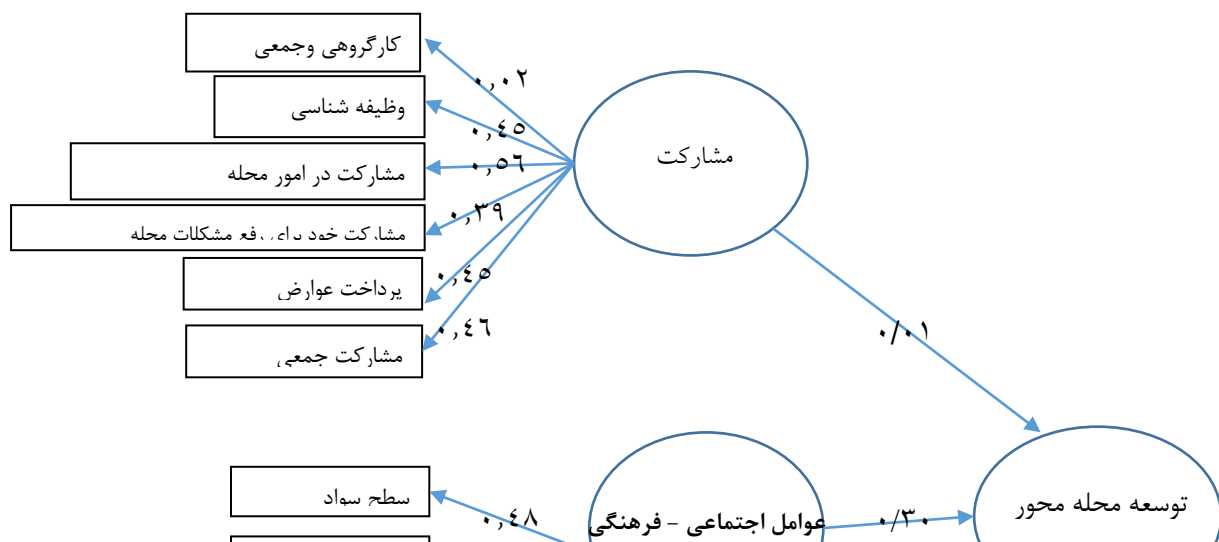 کارگروهی وجمعی
۰,۰۲
وظیفه شناسی
۰,٤٥
مشارکت
مشارکت در امور محله
۰,٥٦
مشارکت خود برای رفع مشکلات محله
۰,۳۹
پرداخت عوارض
۰,٤٥
مشارکت جمعی
۰,٤٦
۰/۰۱
سطح سواد
۰,٤۸
عوامل اجتماعی - فرهنگی
۰/۳۰
توسعه محله محور